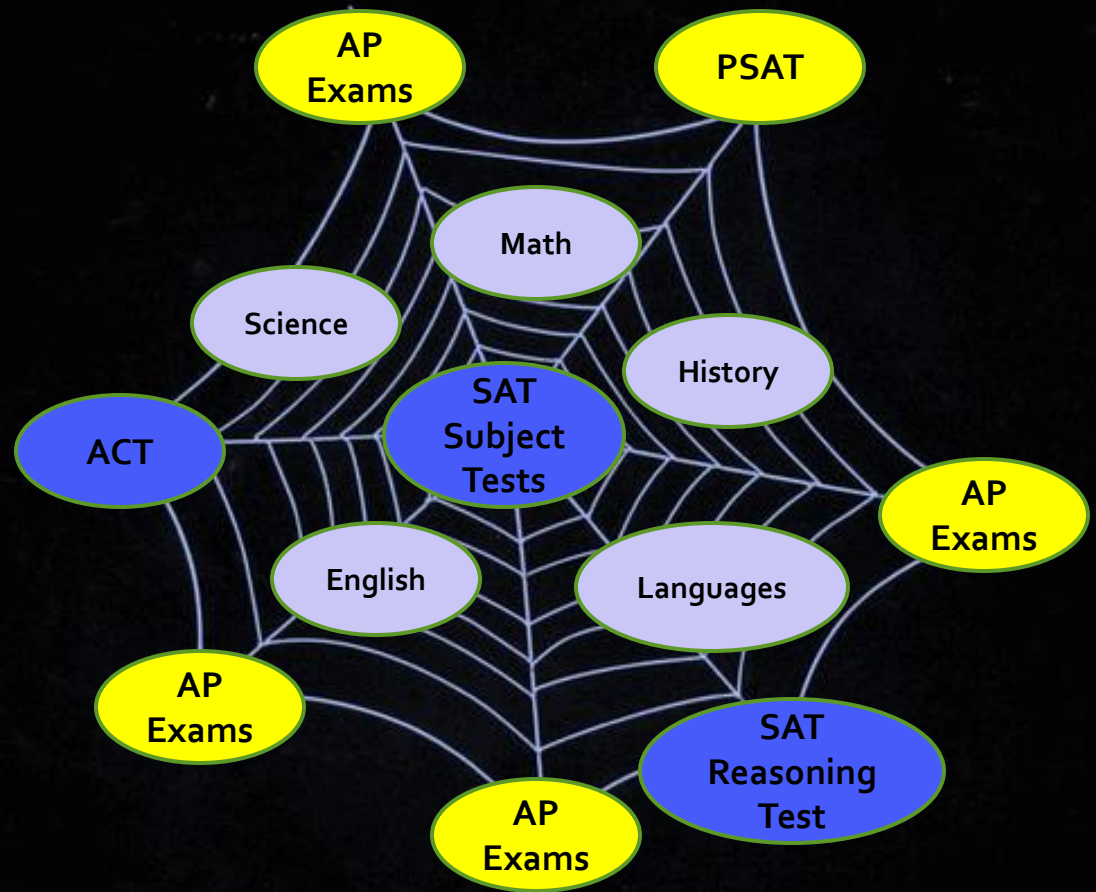 AP
Exams
PSAT
Math
Science
History
SAT
Subject
Tests
ACT
AP
Exams
English
Languages
AP
Exams
SAT
Reasoning
Test
AP
Exams